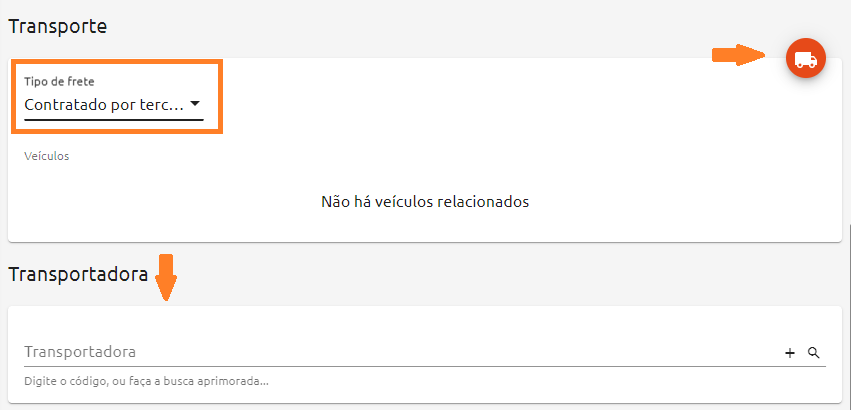 Transporte
Tipo de frete
Contratado por terc...
Veículos
Não há veículos relacionados
Transportadora
Transportadora
Digite o código, ou faça a busca aprimorada...